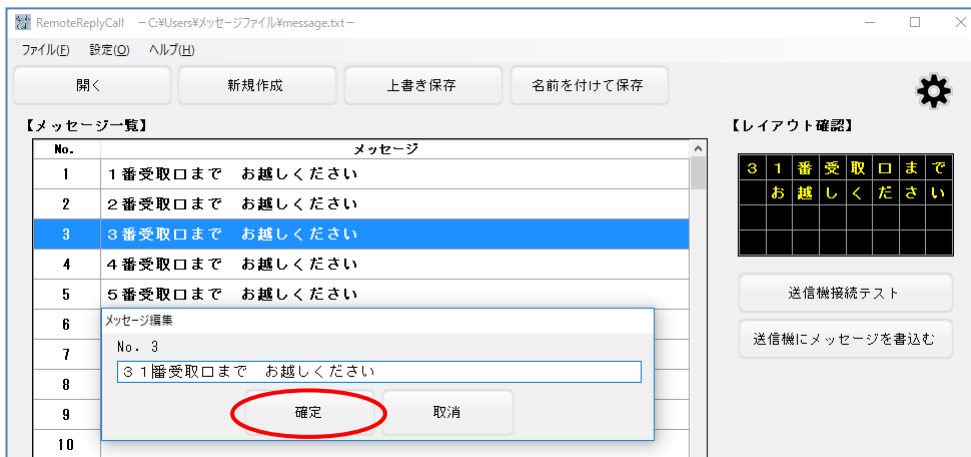 RemoteReplyCall －C:¥Users¥メッセージファイル¥message.txt－
ファイル(F) 設定(O) ヘルプ(H)
開く 新規作成 上書き保存 名前を付けて保存
【メッセージ一覧】
No. メッセージ
1 １番受取口まで　お越しください
2 ２番受取口まで　お越しください
3 ３番受取口まで　お越しください
4 ４番受取口まで　お越しください
5 ５番受取口まで　お越しください
6
7
8
9
10
メッセージ編集
No. 3
３１番受取口まで　お越しください
確定 取消
【レイアウト確認】
３１番受取口まで
　お越しください
送信機接続テスト
送信機にメッセージを書込む